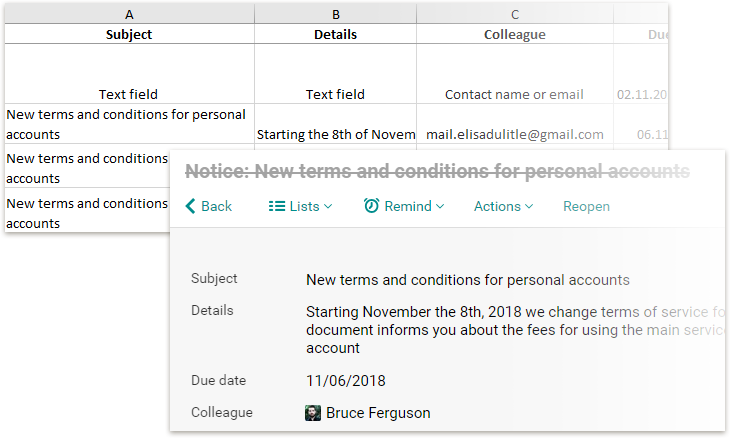 A B C
Subject Details Colleague Due
Text field Text field Contact name or email 02.11.20
New terms and conditions for personal
accounts Starting the 8th of Novem mail.elisadulitle@gmail.com 06.11
New terms and conditions
accounts
New terms and conditions
accounts
Notice: New terms and conditions for personal accounts
Back Lists Remind Actions Reopen
Subject New terms and conditions for personal accounts
Details Starting November the 8th, 2018 we change terms of service fo
document informs you about the fees for using the main service
account
Due date 11/06/2018
Colleague Bruce Ferguson